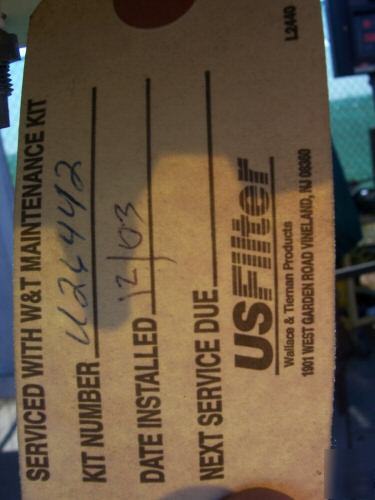 SERVICED WITH W&T MAINTENANCE KIT
KIT NUMBER U26442
DATE INSTALLED 12/03
NEXT SERVICE DUE
USFilter
Wallace & Tiernan Products
1901 WEST GARDEN ROAD VINELAND, NJ 08360
L2440